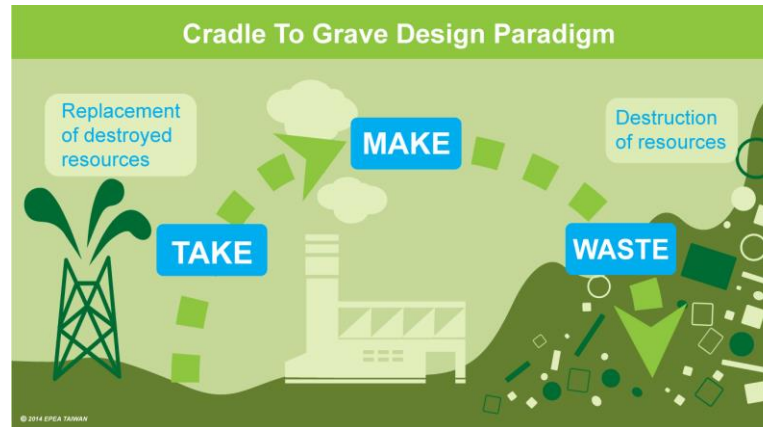 Cradle To Grave Design Paradigm
Replacement
of destroyed
resources
MAKE
Destruction
of resources
TAKE
WASTE
© 2014 EPEA TAIWAN